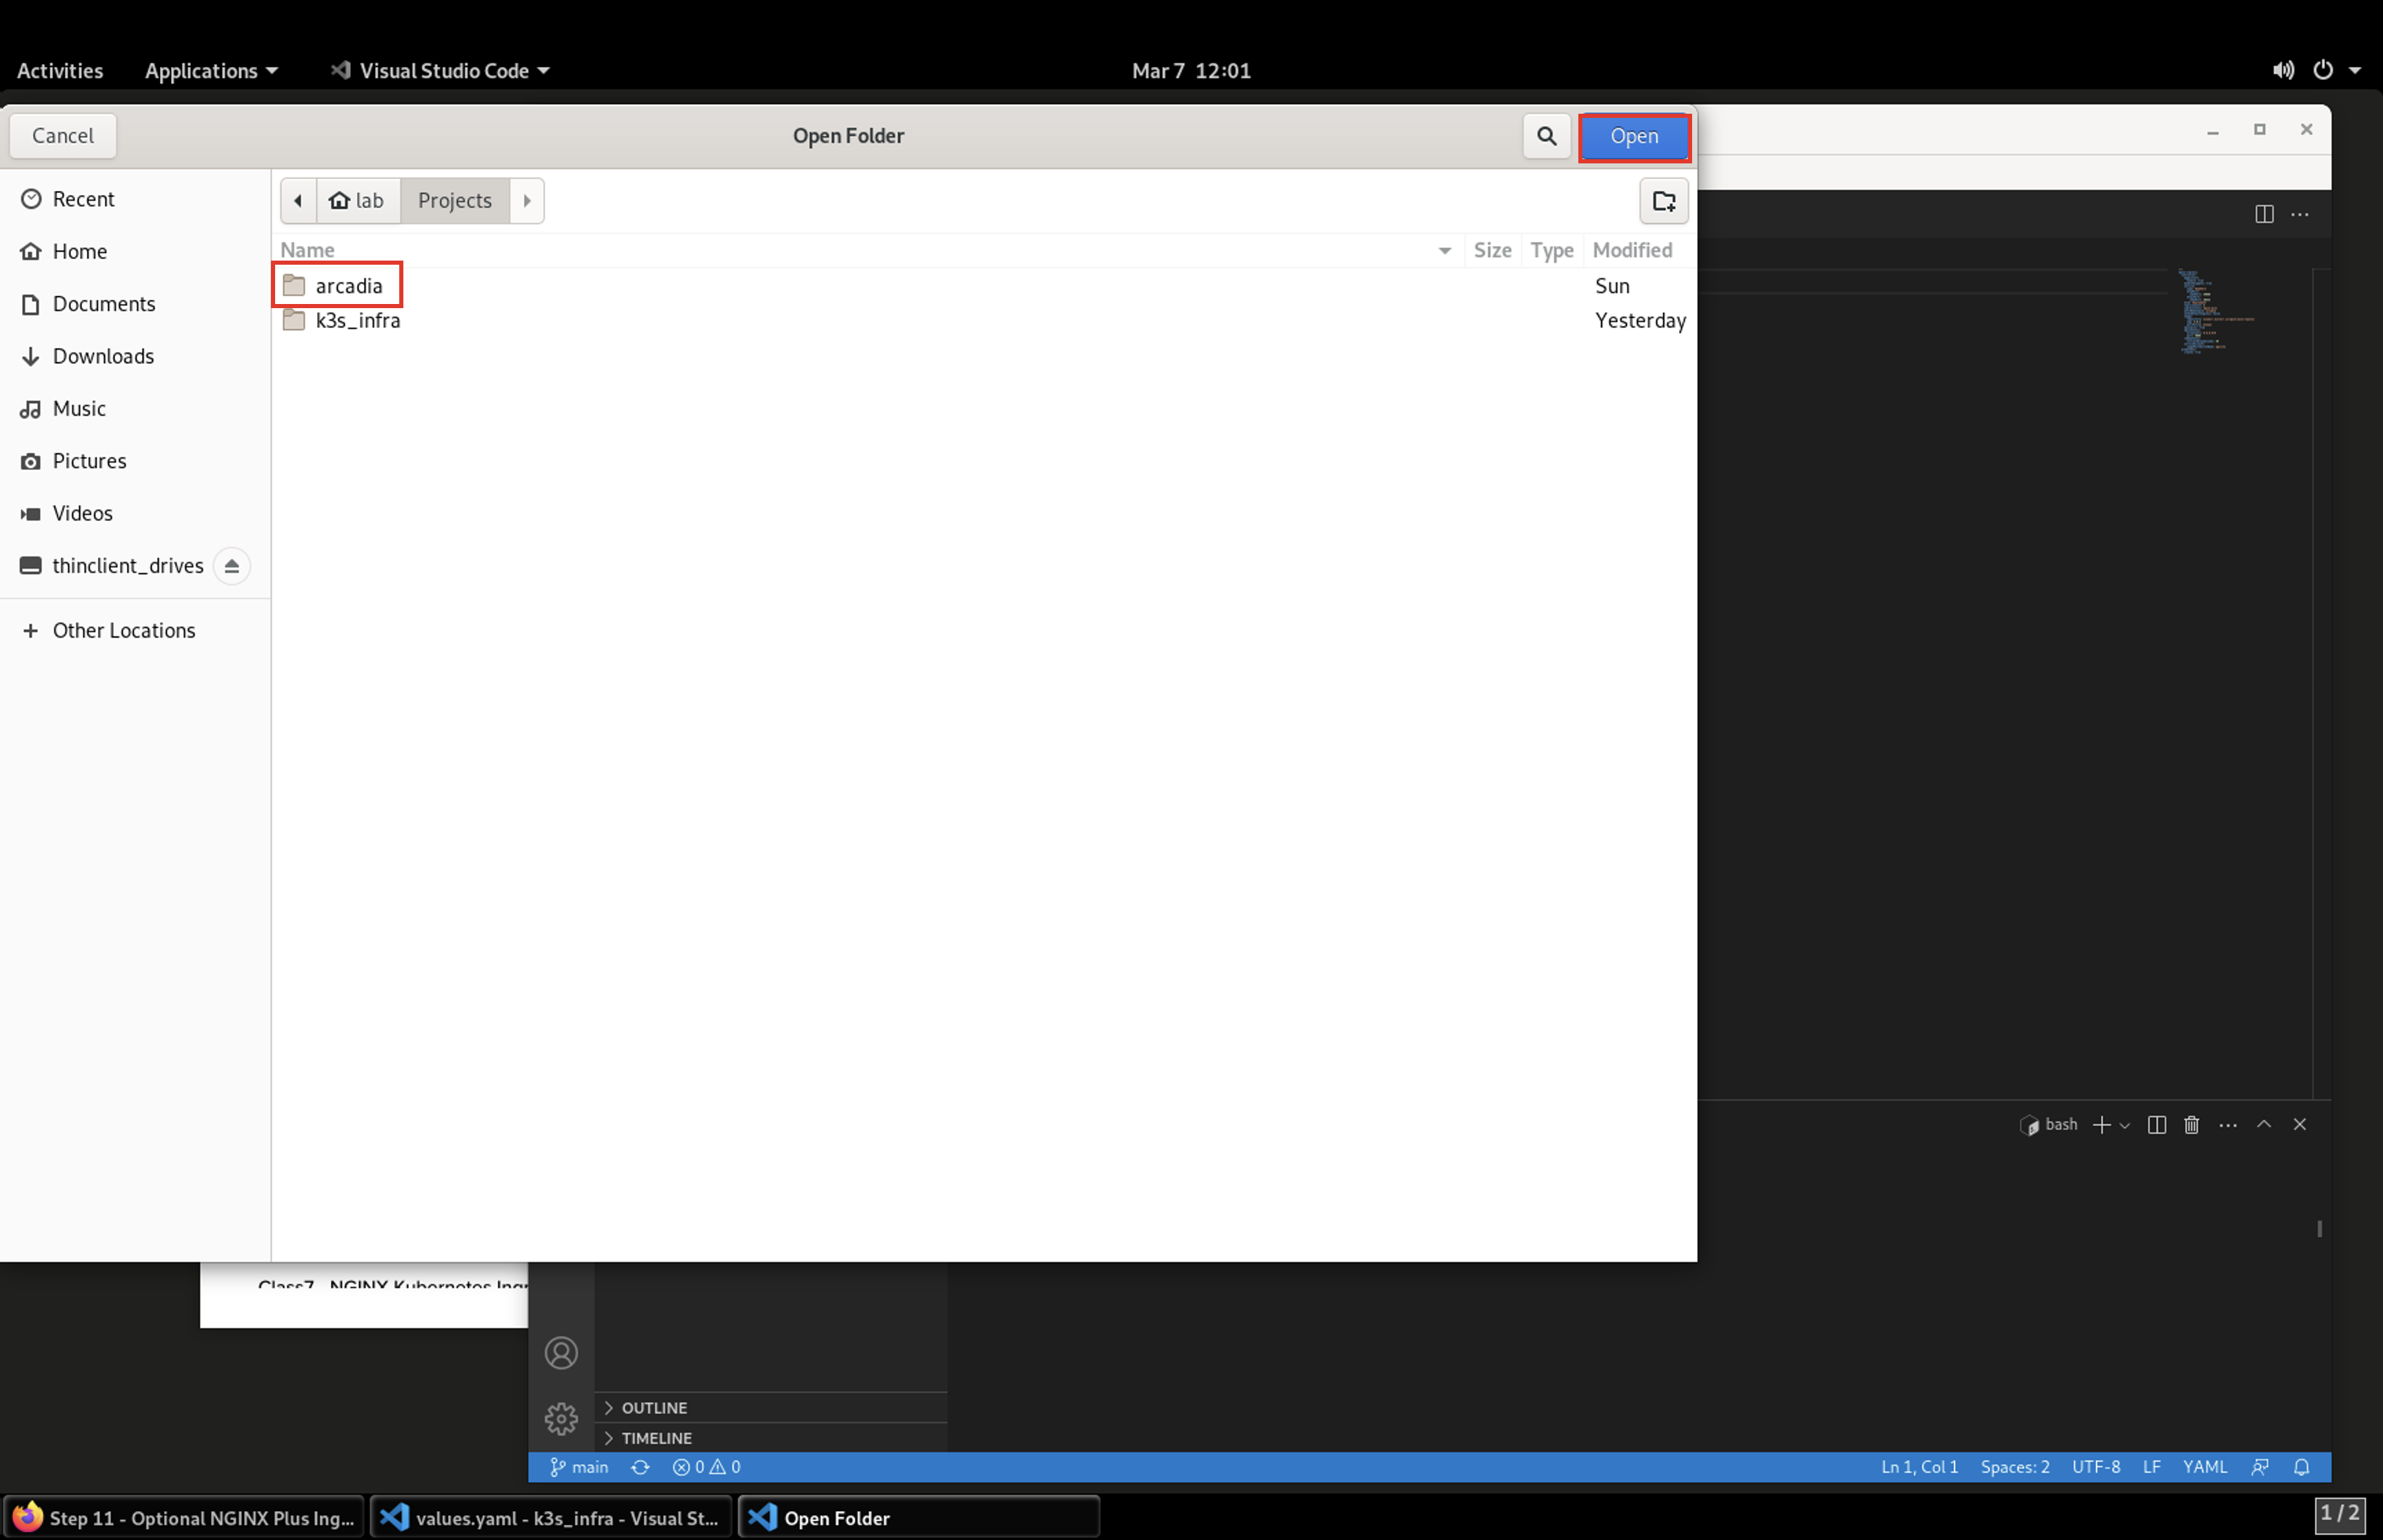 Activities Applications Visual Studio Code Mar 7 12:01
Cancel Open Folder Open
Recent
Home
Documents
Downloads
Music
Pictures
Videos
thinclient_drives
Other Locations
lab Projects
Name Size Type Modified
arcadia Sun
k3s_infra Yesterday
bash
Class7 NGINX Kubernetes Ingr
OUTLINE
TIMELINE
main 0 0 Ln 1, Col 1 Spaces: 2 UTF-8 LF YAML
Step 11 - Optional NGINX Plus Ing... values.yaml - k3s_infra - Visual St... Open Folder 1 / 2